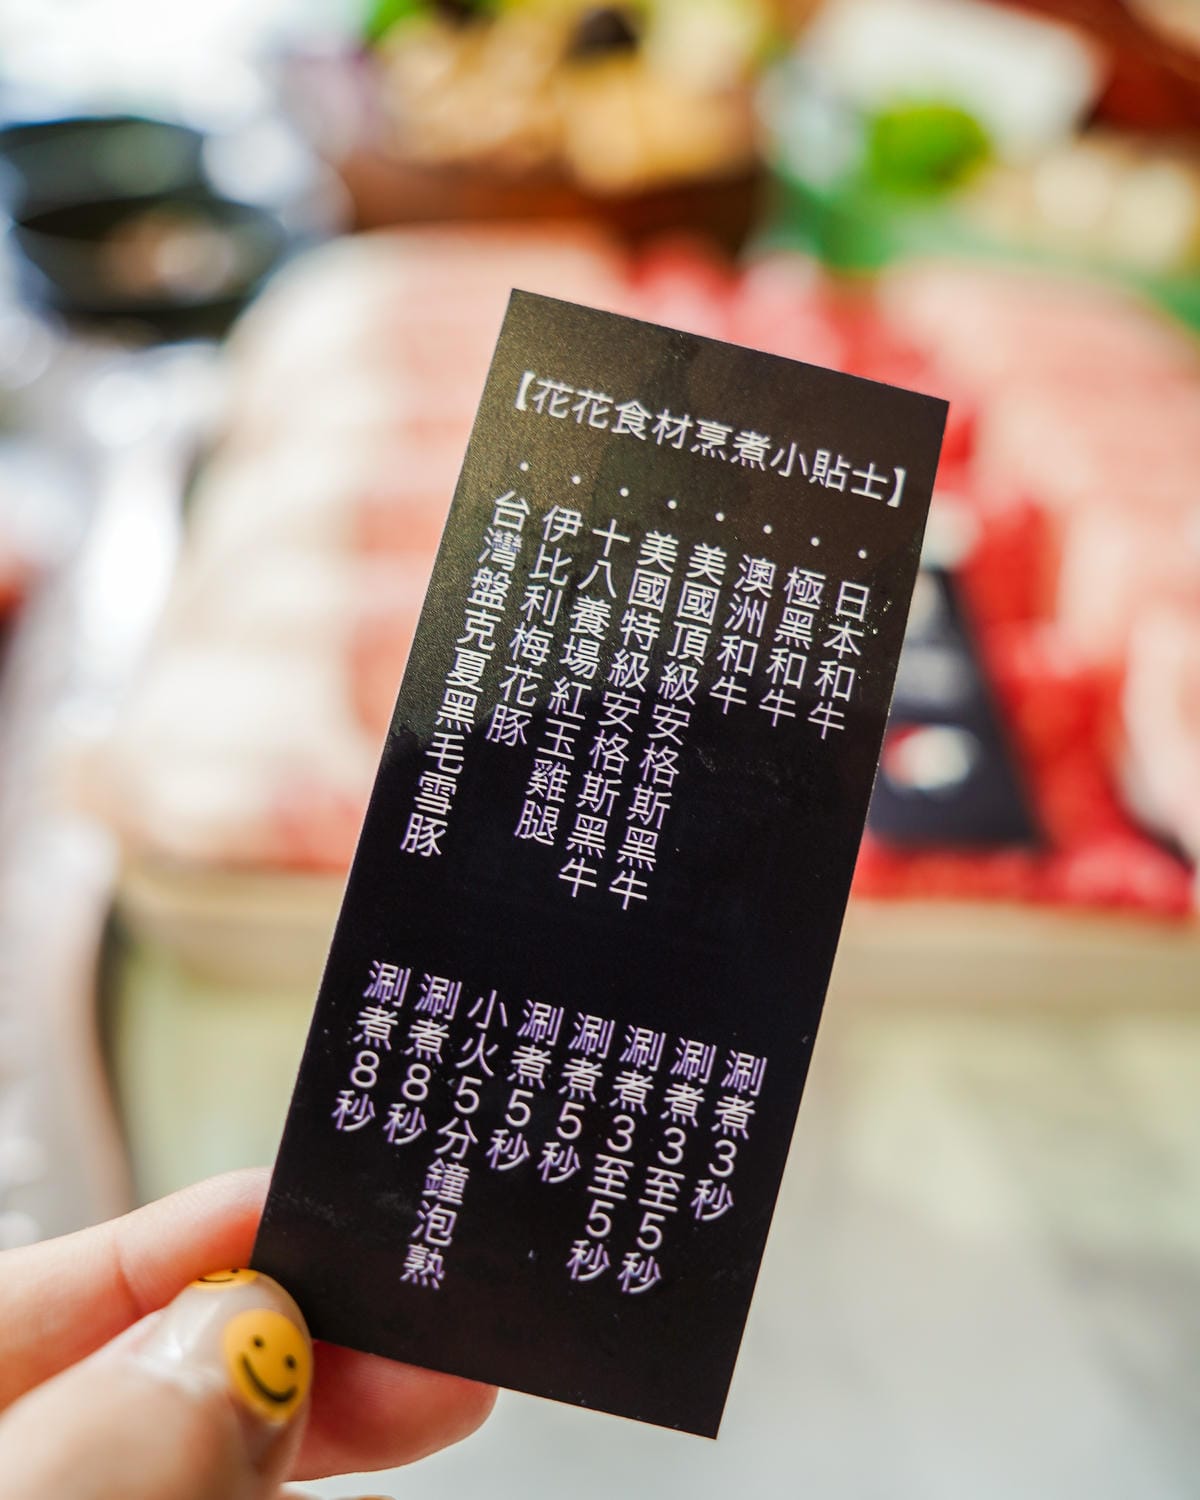 【花花食材烹煮小貼士】
・日本和牛 涮煮3秒
・極黑和牛 涮煮3至5秒
・澳洲和牛 涮煮3至5秒
・美國頂級安格斯黑牛 涮煮5秒
・美國特級安格斯黑牛 涮煮5秒
・十八養場紅玉雞腿 小火5分鐘泡熟
・伊比利梅花豚 涮煮8秒
・台灣盤克夏黑毛雪豚 涮煮8秒